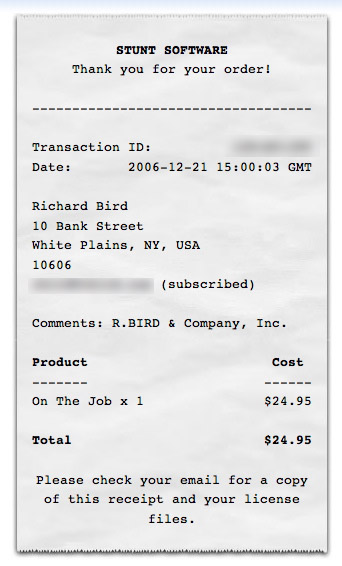 STUNT SOFTWARE
Thank you for your order!
--------------------------------
Transaction ID:
Date: 2006-12-21 15:00:03 GMT
Richard Bird
10 Bank Street
White Plains, NY, USA
10606
(subscribed)
Comments: R.BIRD & Company, Inc.
Product Cost
------- ------
On The Job x 1 $24.95
Total $24.95
Please check your email for a copy
of this receipt and your license
files.